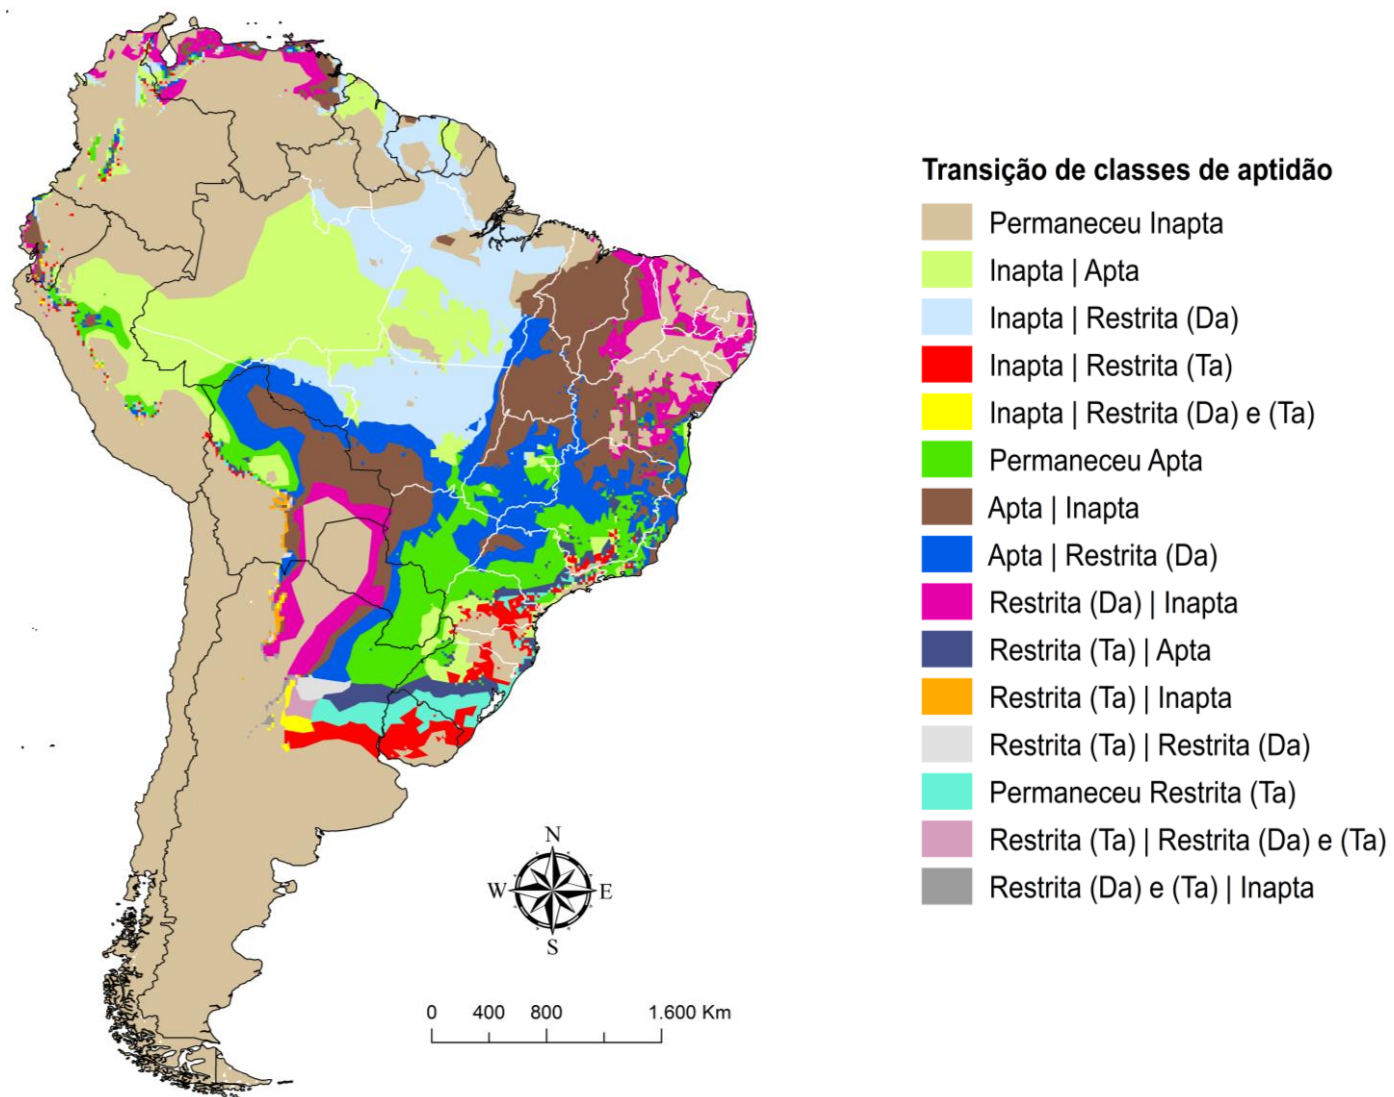 Transição de classes de aptidão
Permaneceu Inapta
Inapta | Apta
Inapta | Restrita (Da)
Inapta | Restrita (Ta)
Inapta | Restrita (Da) e (Ta)
Permaneceu Apta
Apta | Inapta
Apta | Restrita (Da)
Restrita (Da) | Inapta
Restrita (Ta) | Apta
Restrita (Ta) | Inapta
Restrita (Ta) | Restrita (Da)
Permaneceu Restrita (Ta)
Restrita (Ta) | Restrita (Da) e (Ta)
Restrita (Da) e (Ta) | Inapta
N
W E
S
0 400 800 1.600 Km